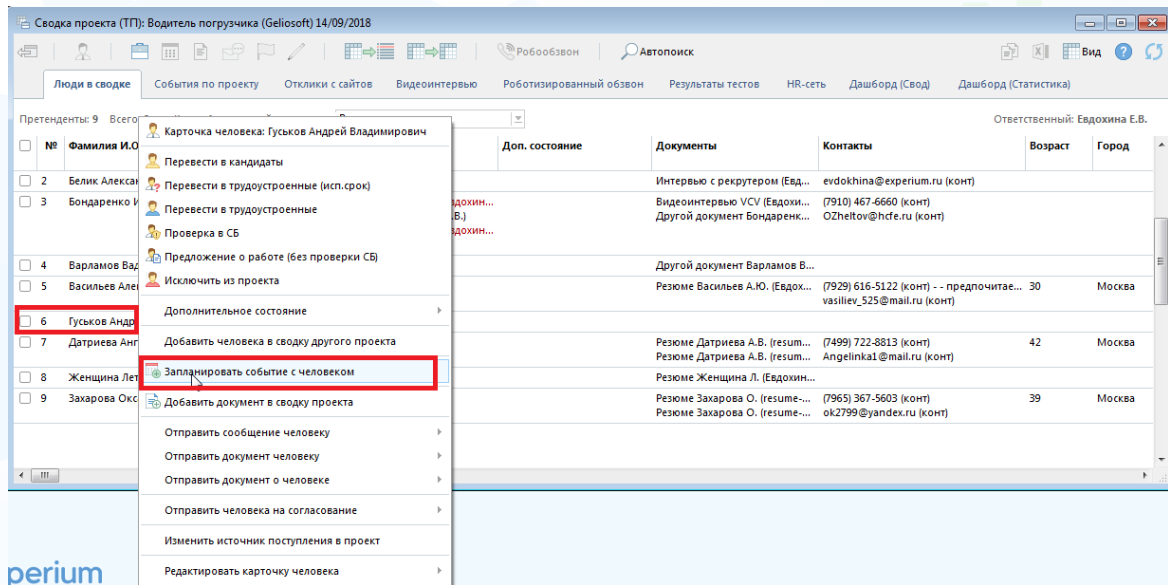 Сводка проекта (ТП): Водитель погрузчика (Geliosoft) 14/09/2018
Робообзвон Автопоиск Вид
Люди в сводке События по проекту Отклики с сайтов Видеоинтервью Роботизированный обзвон Результаты тестов HR-сеть Дашборд (Свод) Дашборд (Статистика)
Претенденты: 9 Всего Ответственный: Евдохина Е.В.
№ Фамилия И.О Доп. состояние Документы Контакты Возраст Город
2 Белик Алексан Интервью с рекрутером (Евд... evdokhina@experium.ru (конт)
3 Бондаренко И вдохин... Видеоинтервью VCV (Евдохи... (7910) 467-6660 (конт)
.В.) Другой документ Бондаренк... OZheltov@hcfe.ru (конт)
вдохин...
4 Варламов Вад Другой документ Варламов В...
5 Васильев Але Резюме Васильев А.Ю. (Евдох... (7929) 616-5122 (конт) - - предпочитае... 30 Москва
vasiliev_525@mail.ru (конт)
6 Гуськов Андр
7 Датриева Анг Резюме Датриева А.В. (resum... (7499) 722-8813 (конт) 42 Москва
Резюме Датриева А.В. (resum... Angelinka1@mail.ru (конт)
8 Женщина Лет Резюме Женщина Л. (Евдохин...
9 Захарова Окс Резюме Захарова О. (resume-... (7965) 367-5603 (конт) 39 Москва
Резюме Захарова О. (resume-... ok2799@yandex.ru (конт)
Карточка человека: Гуськов Андрей Владимирович
Перевести в кандидаты
Перевести в трудоустроенные (исп.срок)
Перевести в трудоустроенные
Проверка в СБ
Предложение о работе (без проверки СБ)
Исключить из проекта
Дополнительное состояние
Добавить человека в сводку другого проекта
Запланировать событие с человеком
Добавить документ в сводку проекта
Отправить сообщение человеку
Отправить документ человеку
Отправить документ о человеке
Отправить человека на согласование
Изменить источник поступления в проект
Редактировать карточку человека
perium